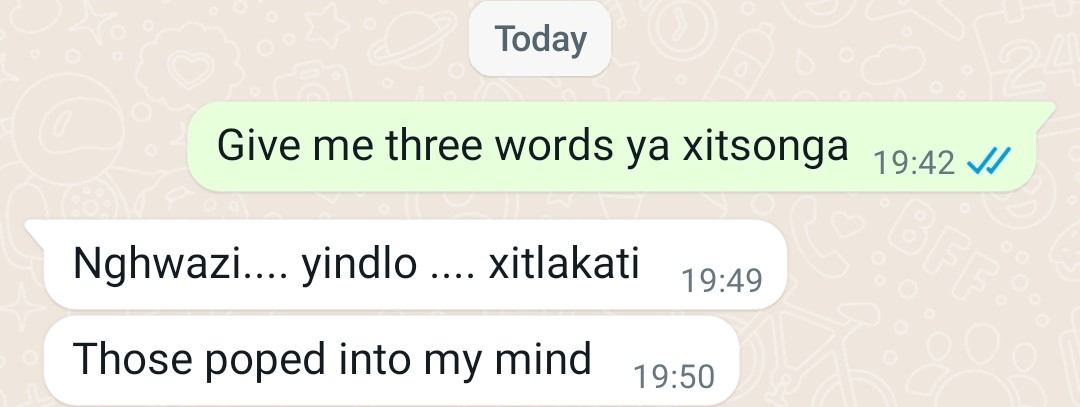 Today
Give me three words ya xitsonga 19:42
Nghwazi.... yindlo .... xitlakati 19:49
Those poped into my mind 19:50